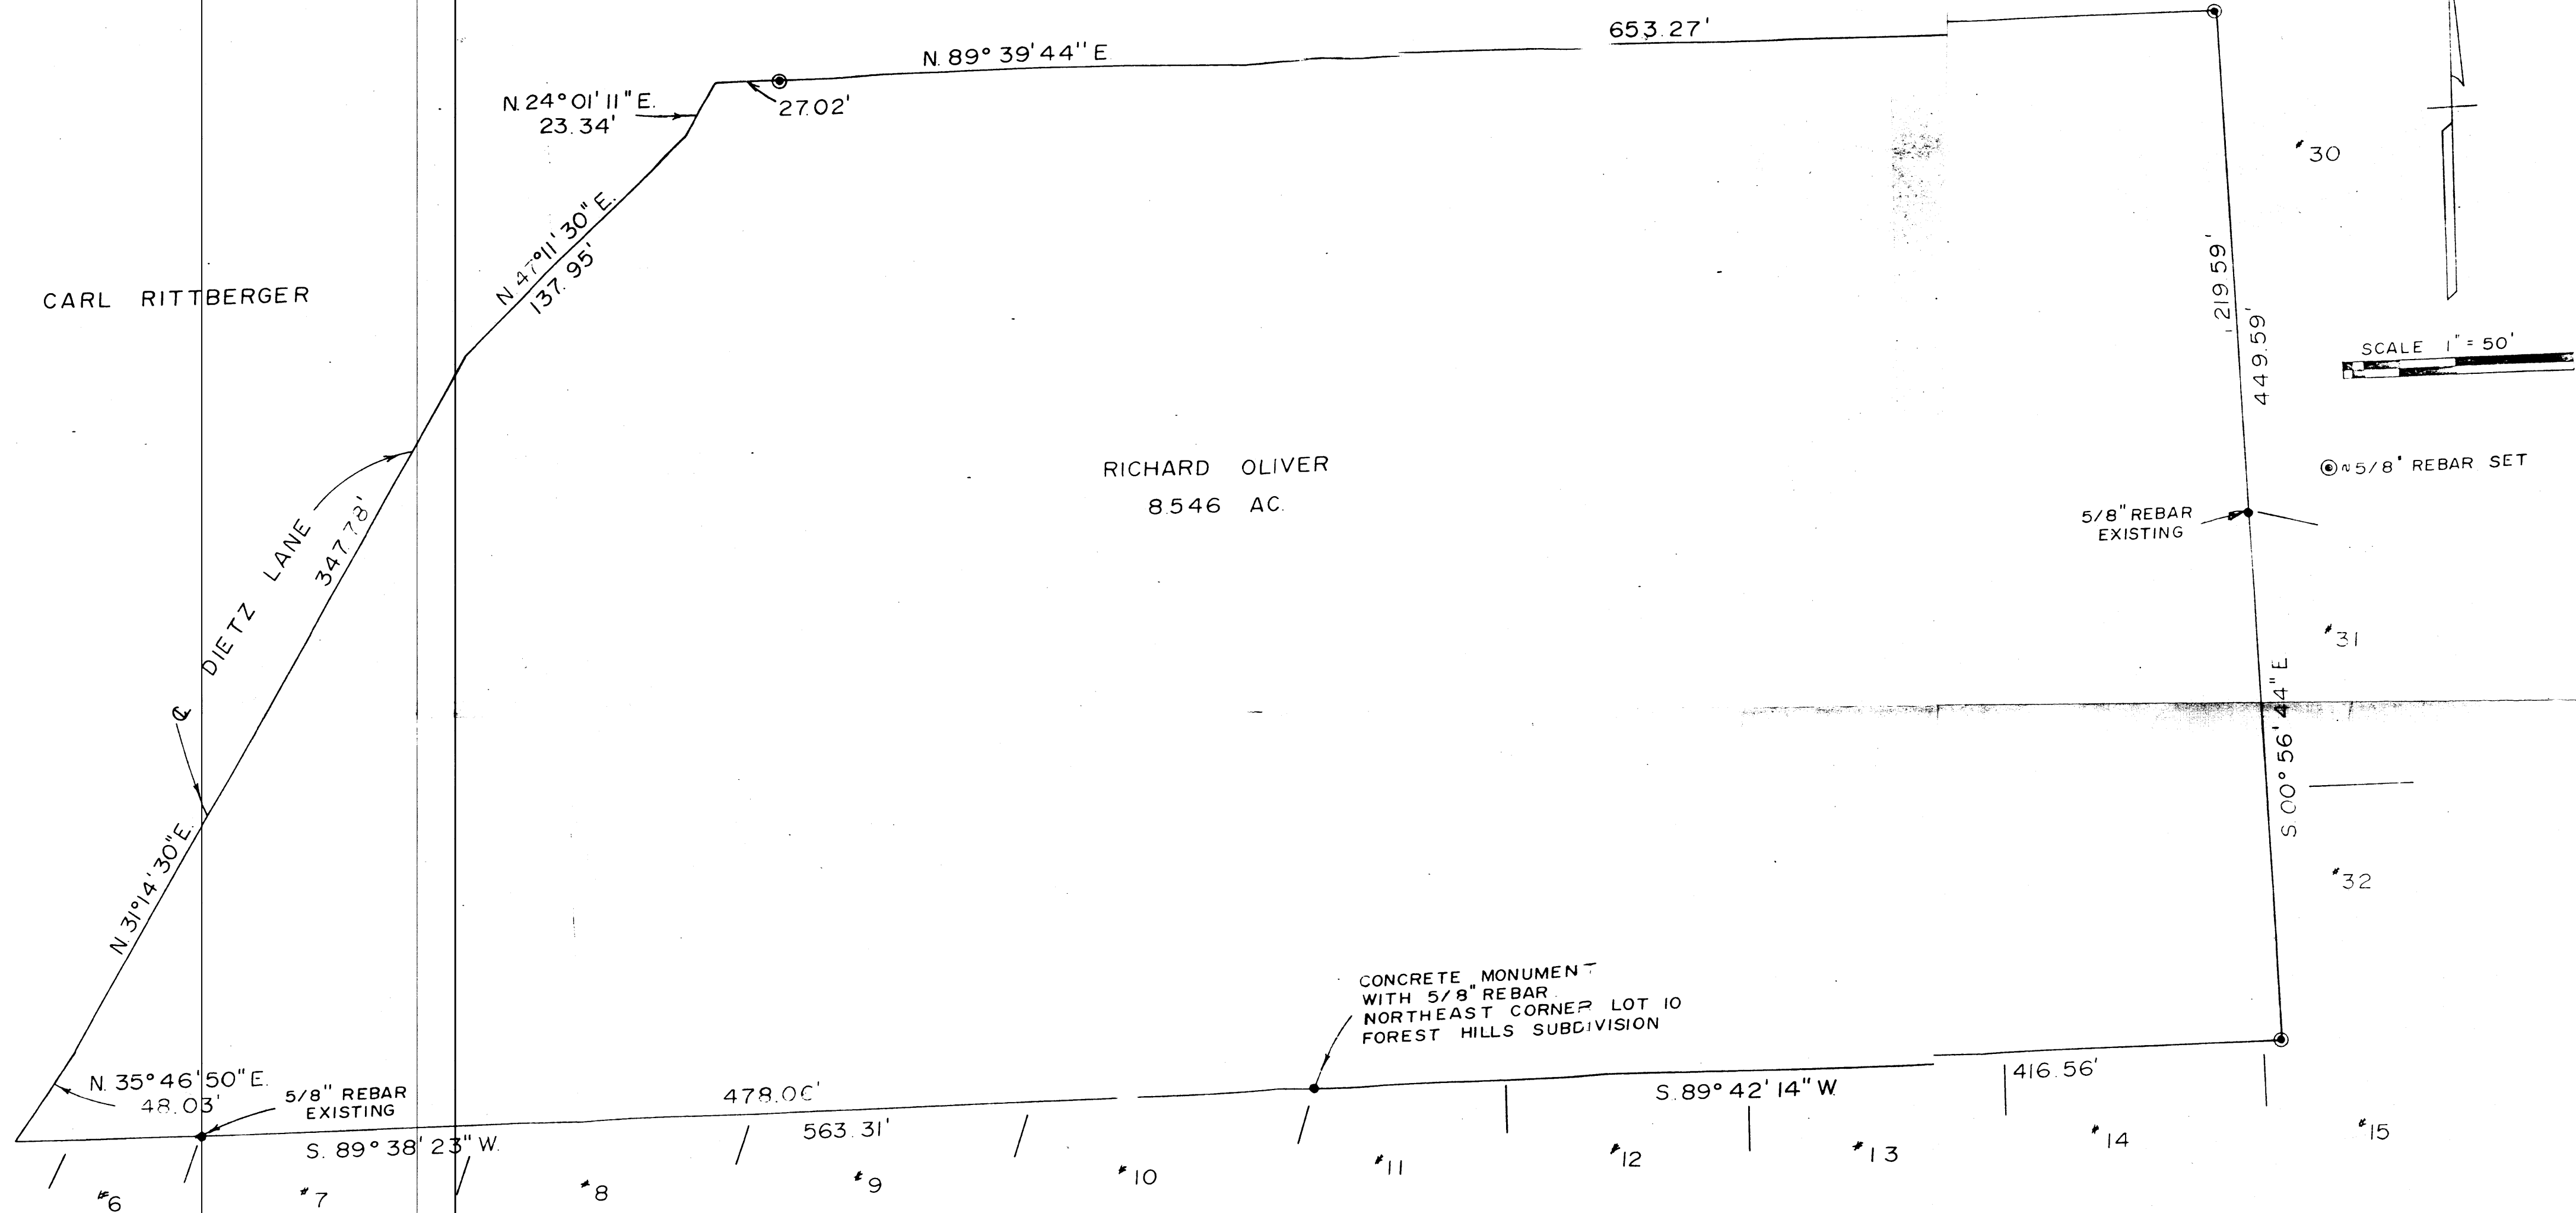 653.27'
N. 89° 39' 44" E
27.02'
N. 24° 01' 11" E.
23.34'
#30
N. 47° 11' 30" E.
137.95'
219.59'
449.59'
CARL RITTBERGER
SCALE 1" = 50'
RICHARD OLIVER
8.546 AC.
5/8" REBAR SET
5/8" REBAR
EXISTING
DIETZ LANE
347.78'
#31
S. 00° 56' 44" E
℄
N. 31° 14' 30" E.
#32
CONCRETE MONUMENT
WITH 5/8" REBAR
NORTHEAST CORNER LOT 10
FOREST HILLS SUBDIVISION
N. 35° 46' 50" E.
48.03'
5/8" REBAR
EXISTING
478.00'
563.31'
S. 89° 38' 23" W.
S. 89° 42' 14" W.
416.56'
#6
#7
#8
#9
#10
#11
#12
#13
#14
#15